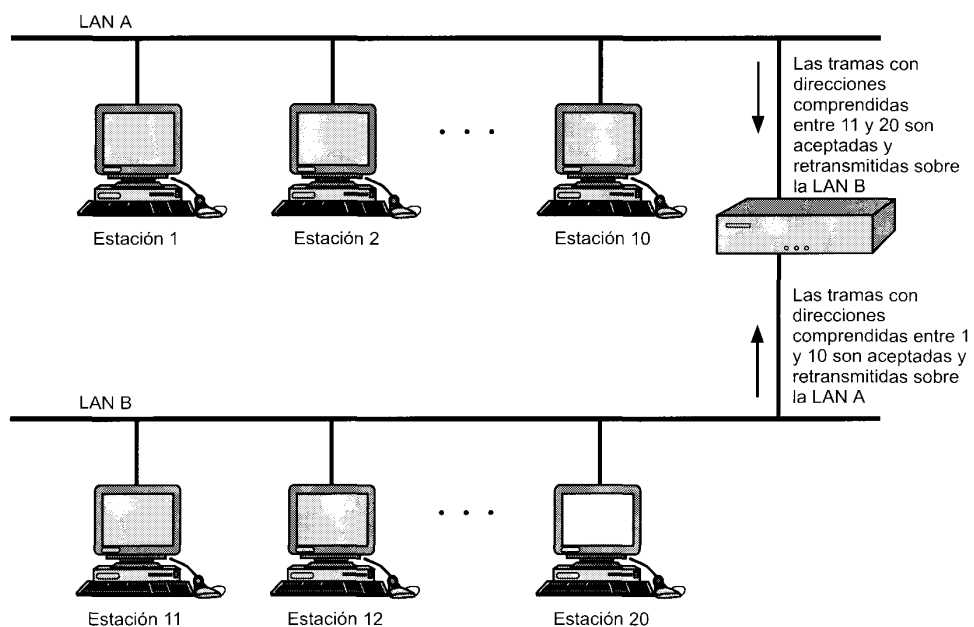 LAN A
Las tramas con
direcciones
comprendidas
entre 11 y 20 son
aceptadas y
retransmitidas sobre
la LAN B
Estación 1
Estación 2
Estación 10
Las tramas con
direcciones
comprendidas entre 1
y 10 son aceptadas y
retransmitidas sobre
la LAN A
LAN B
Estación 11
Estación 12
Estación 20